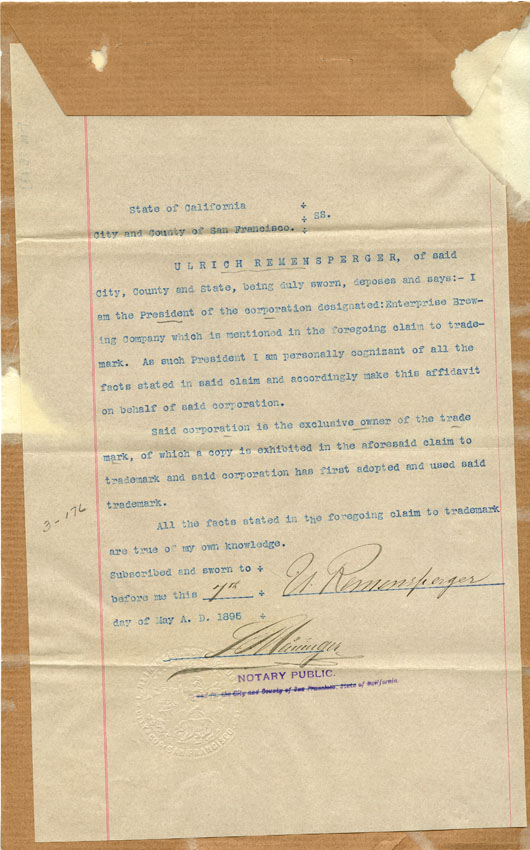 State of California
SS.
City and County of San Francisco.
ULRICH REMENSPERGER, of said
City, County and State, being duly sworn, deposes and says:- I
am the President of the corporation designated:Enterprise Brew-
ing Company which is mentioned in the foregoing claim to trade-
mark. As such President I am personally cognizant of all the
facts stated in said claim and accordingly make this affidavit
on behalf of said corporation.
Said corporation is the exclusive owner of the trade
mark, of which a copy is exhibited in the aforesaid claim to
trademark and said corporation has first adopted and used said
trademark.
3-176
All the facts stated in the foregoing claim to trademark
are true of my own knowledge.
Subscribed and sworn to
before me this 7th
U. Remensperger
day of May A. D. 1895
NOTARY PUBLIC.
and in the City and County of San Francisco, State of California.